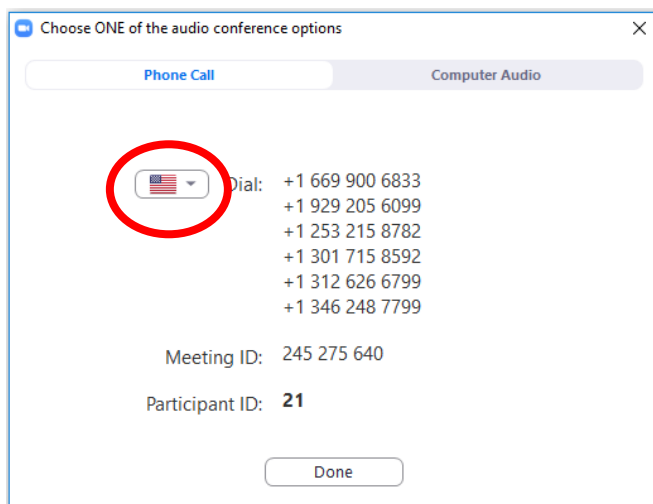 Choose ONE of the audio conference options
Phone Call Computer Audio
Dial: +1 669 900 6833
+1 929 205 6099
+1 253 215 8782
+1 301 715 8592
+1 312 626 6799
+1 346 248 7799
Meeting ID: 245 275 640
Participant ID: 21
Done